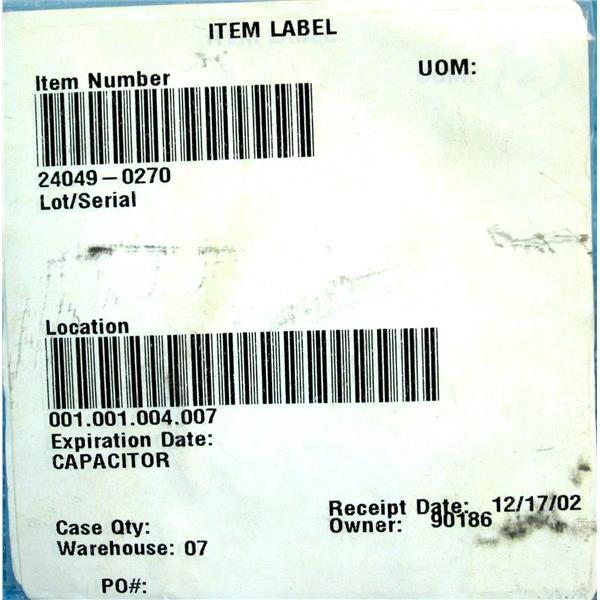 ITEM LABEL
Item Number
UOM:
24049-0270
Lot/Serial
Location
001.001.004.007
Expiration Date:
CAPACITOR
Receipt Date: 12/17/02
Case Qty:
Owner: 90186
Warehouse: 07
PO#: